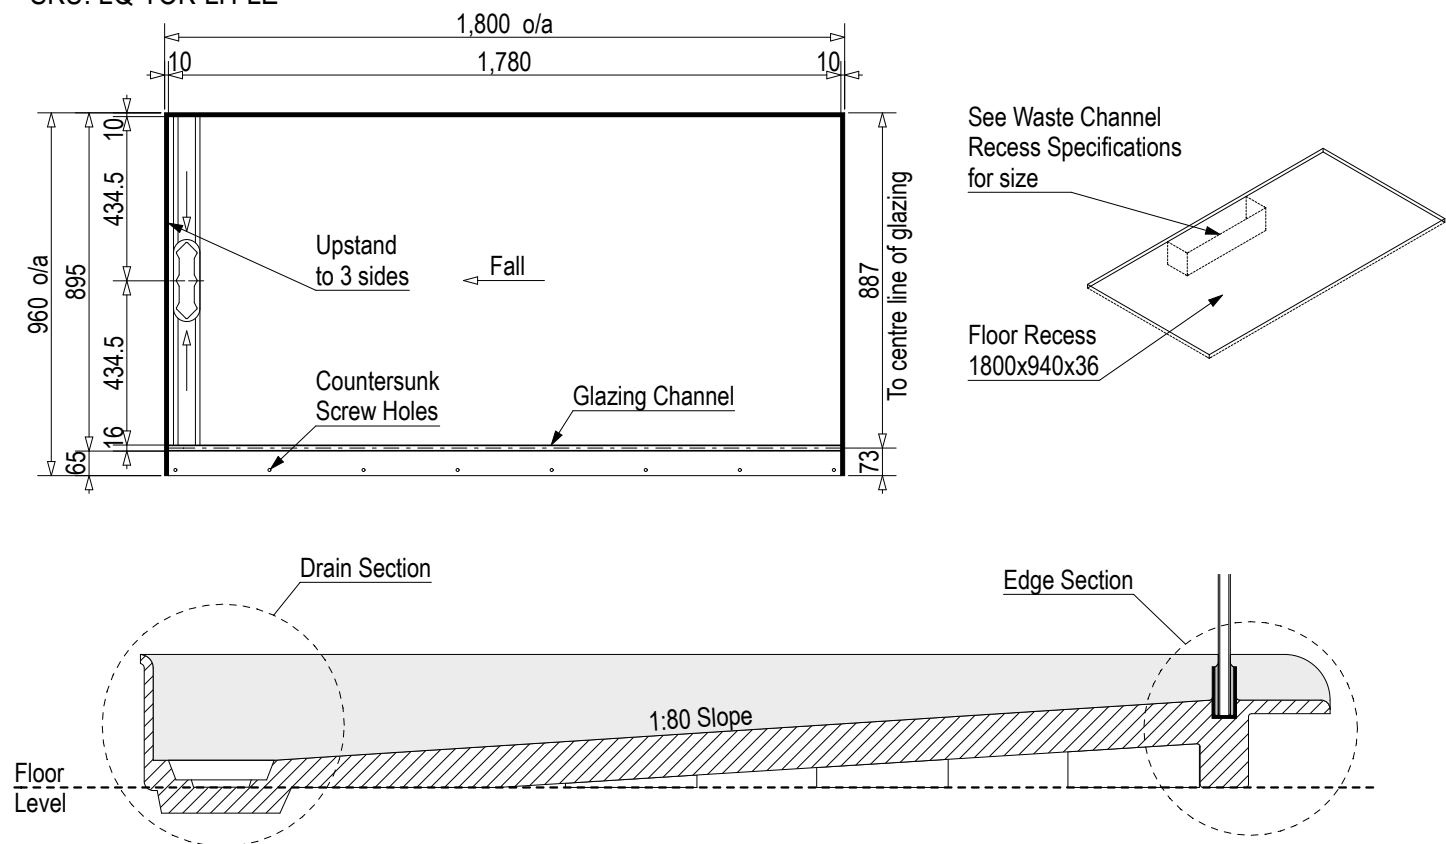 1,800 o/a
10
1,780
10
960 o/a
895
65
10
434.5
434.5
16
Upstand
to 3 sides
Fall
Countersunk
Screw Holes
Glazing Channel
887
To centre line of glazing
73
See Waste Channel
Recess Specifications
for size
Floor Recess
1800x940x36
Drain Section
Edge Section
1:80 Slope
Floor
Level